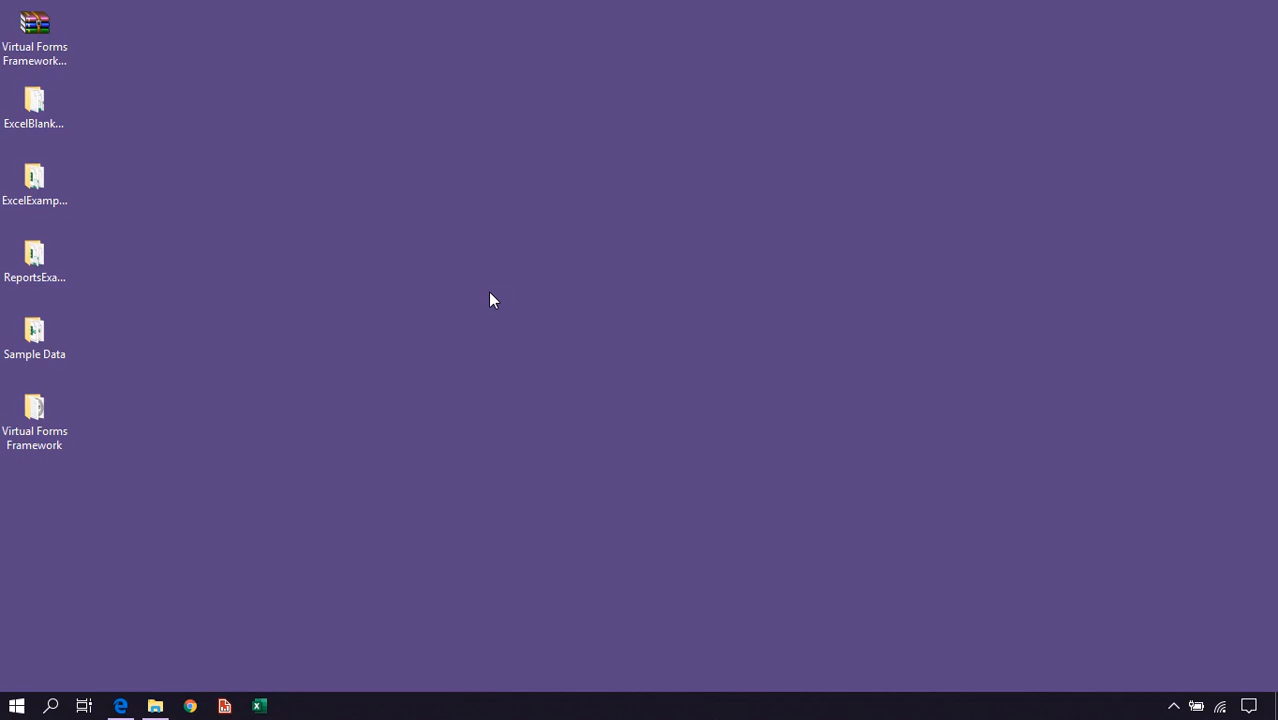 Virtual Forms
Framework...
ExcelBlank...
ExcelExamp...
ReportsExa...
Sample Data
Virtual Forms
Framework